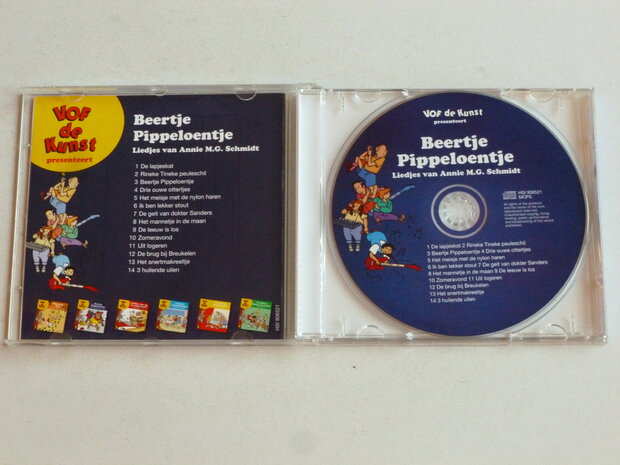 VOF
de
Kunst
presenteert
Beertje
Pippeloentje
Liedjes van Annie M.G. Schmidt
1 De lapjeskat
2 Rineke Tineke peuleschil
3 Beertje Pippeloentje
4 Drie ouwe ottertjes
5 Het meisje met de nylon haren
6 Ik ben lekker stout
7 De geit van dokter Sanders
8 Het mannetje in de maan
9 De leeuw is los
10 Zomeravond
11 Uit logeren
12 De brug bij Breukelen
13 Het snertmakreeltje
14 3 huilende uilen
HSI 906521
VOF de Kunst
presenteert
Beertje
Pippeloentje
Liedjes van Annie M.G. Schmidt
HSI 906521
MCPS
1 De lapjeskat 2 Rineke Tineke peuleschil
3 Beertje Pippeloentje 4 Drie ouwe ottertjes
5 Het meisje met de nylon haren
6 Ik ben lekker stout 7 De geit van dokter Sanders
8 Het mannetje in de maan 9 De leeuw is los
10 Zomeravond 11 Uit logeren
12 De brug bij Breukelen
13 Het snertmakreeltje
14 3 huilende uilen